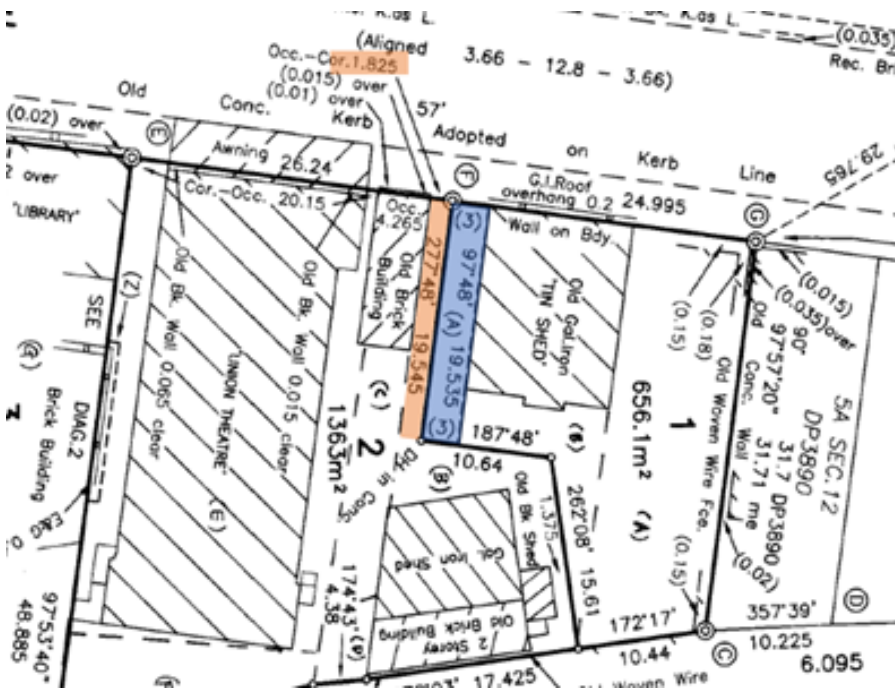 (Aligned 3.66 - 12.8 - 3.66)
(0.035)
Occ.-Cor.1.825
(0.015) over
(0.01) over
57'
Old Conc. Kerb Adopted on Kerb Line
(0.02) over
E
F
G
29.765
Awning 26.24
Cor.-Occ. 20.15
G.I.Roof
overhang 0.2
24.995
Wall on Bdy
2 over
"LIBRARY"
Occ.
4.265
Old Brick
Building
277°48'
19.545
(3)
97°48'
(A) 19.535
(3)
Old Gal.Iron
"TIN SHED"
(0.15)
(0.18)
(0.015)
(0.035)over
(Z)
SEE
DIAG.2
Brick Building
Old Bk. Wall 0.065 clear
Old Bk. Wall 0.015 clear
"UNION THEATRE"
(E)
(C)
2
1363m²
DH. in Conc
187°48'
10.64
(B)
(B)
1
656.1m²
(A)
Old Woven Wire Fce.
Old Conc. Wall
90°
97°57'20"
31.7 DP3890
31.71 me
5A SEC.12
DP3890
(0.02)
(0.15)
Old Bk Shed
1.375
262°08' 15.61
Gal. Iron Shed
2 Storey
Old Brick Building
174°43'
4.38
172°17'
10.44
C
357°39'
10.225
D
6.095
97°53'40"
48.885
17.425
Old Woven Wire